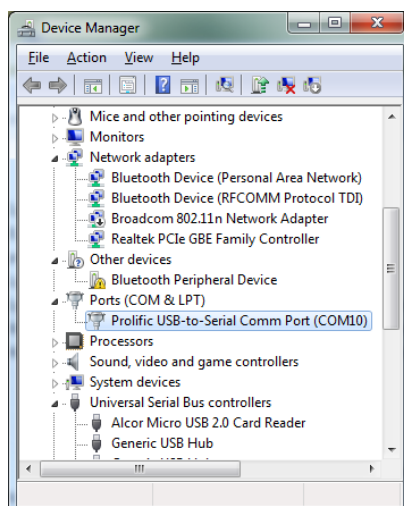 Device Manager
File Action View Help
Mice and other pointing devices
Monitors
Network adapters
Bluetooth Device (Personal Area Network)
Bluetooth Device (RFCOMM Protocol TDI)
Broadcom 802.11n Network Adapter
Realtek PCIe GBE Family Controller
Other devices
Bluetooth Peripheral Device
Ports (COM & LPT)
Prolific USB-to-Serial Comm Port (COM10)
Processors
Sound, video and game controllers
System devices
Universal Serial Bus controllers
Alcor Micro USB 2.0 Card Reader
Generic USB Hub